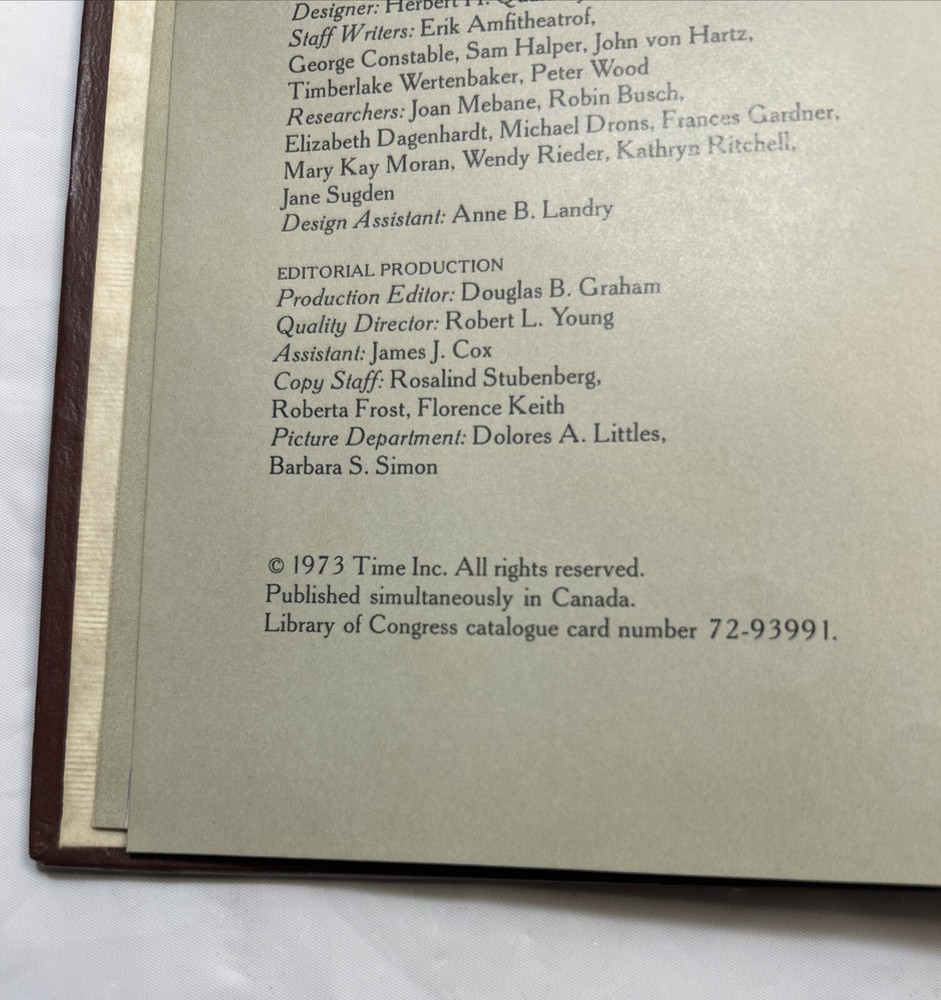 Designer: Herbert H.
Staff Writers: Erik Amfitheatrof,
George Constable, Sam Halper, John von Hartz,
Timberlake Wertenbaker, Peter Wood
Researchers: Joan Mebane, Robin Busch,
Elizabeth Dagenhardt, Michael Drons, Frances Gardner,
Mary Kay Moran, Wendy Rieder, Kathryn Ritchell,
Jane Sugden
Design Assistant: Anne B. Landry
EDITORIAL PRODUCTION
Production Editor: Douglas B. Graham
Quality Director: Robert L. Young
Assistant: James J. Cox
Copy Staff: Rosalind Stubenberg,
Roberta Frost, Florence Keith
Picture Department: Dolores A. Littles,
Barbara S. Simon
© 1973 Time Inc. All rights reserved.
Published simultaneously in Canada.
Library of Congress catalogue card number 72-93991.